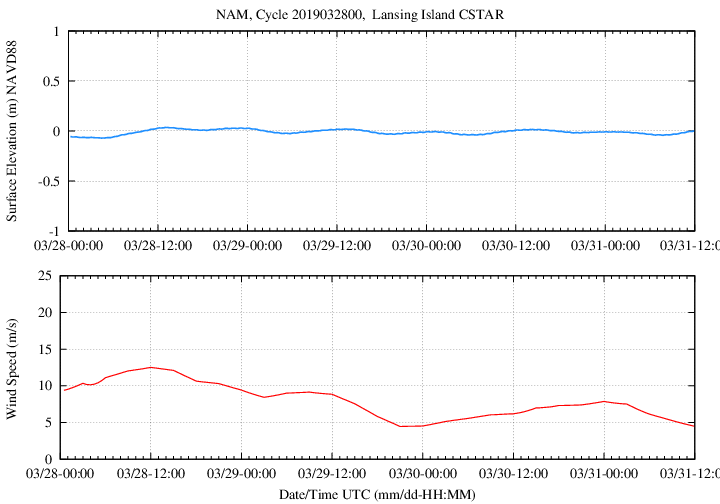 NAM, Cycle 2019032800,  Lansing Island CSTAR
Surface Elevation (m) NAVD88
1
0.5
0
-0.5
-1
03/28-00:00 03/28-12:00 03/29-00:00 03/29-12:00 03/30-00:00 03/30-12:00 03/31-00:00 03/31-12:0
Wind Speed (m/s)
25
20
15
10
5
0
03/28-00:00 03/28-12:00 03/29-00:00 03/29-12:00 03/30-00:00 03/30-12:00 03/31-00:00 03/31-12:0
Date/Time UTC (mm/dd-HH:MM)